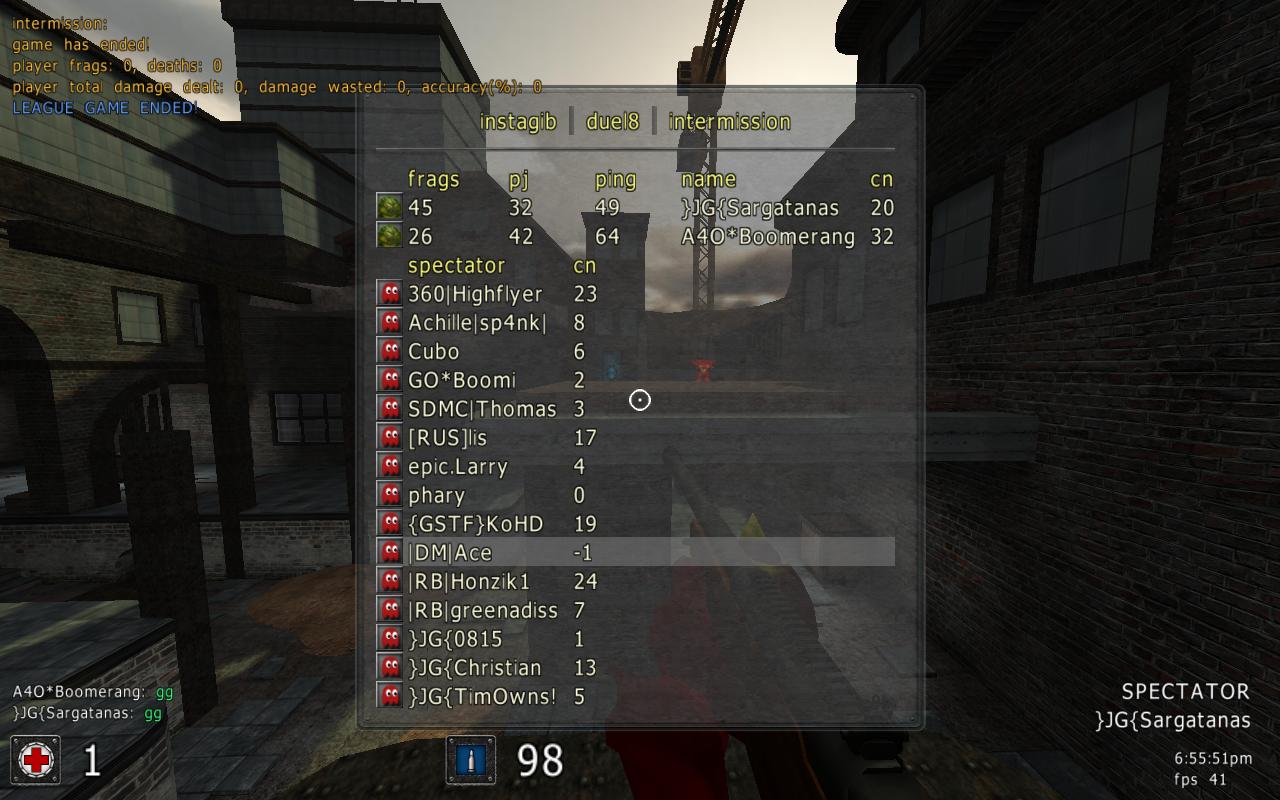 intermission:
game has ended!
player frags: 0, deaths: 0
player total damage dealt: 0, damage wasted: 0, accuracy(%): 0
LEAGUE GAME ENDED!
instagib | duel8 | intermission
frags pj ping name cn
45 32 49 }JG{Sargatanas 20
26 42 64 A4O*Boomerang 32
spectator cn
360|Highflyer 23
Achille|sp4nk| 8
Cubo 6
GO*Boomi 2
SDMC|Thomas 3
[RUS]lis 17
epic.Larry 4
phary 0
{GSTF}KoHD 19
|DM|Ace -1
|RB|Honzik1 24
|RB|greenadiss 7
}JG{0815 1
}JG{Christian 13
}JG{TimOwns! 5
A4O*Boomerang: gg
}JG{Sargatanas: gg
1
98
SPECTATOR
}JG{Sargatanas
6:55:51pm
fps 41